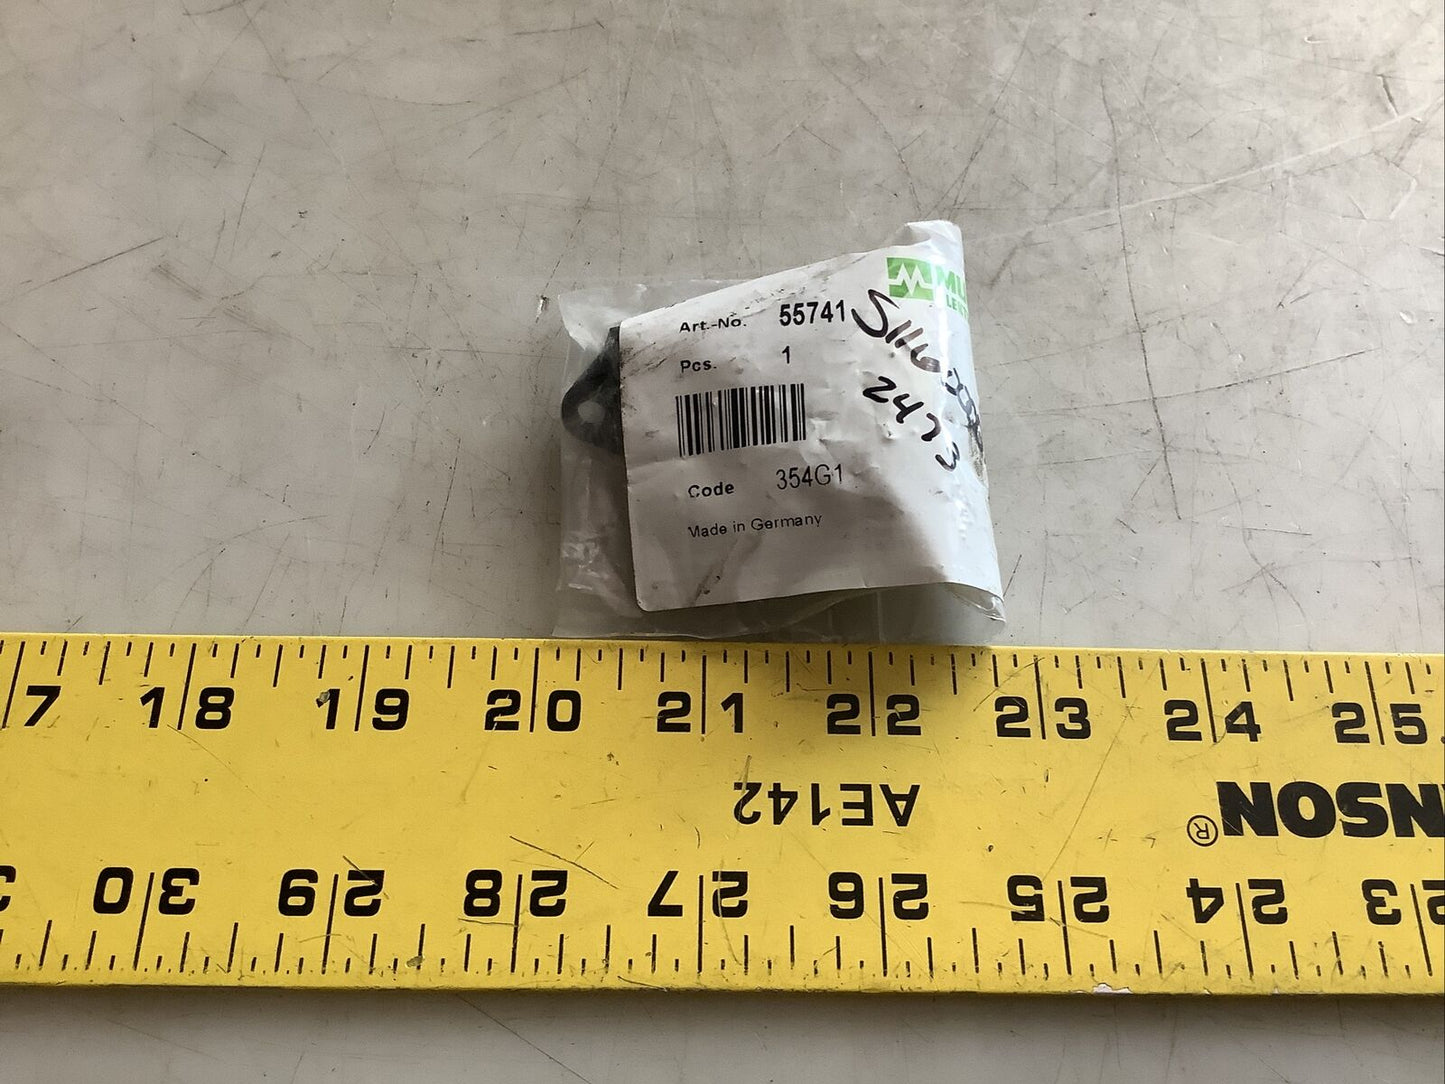 Art.-No. 55741
Pcs. 1
Code 354G1
Made in Germany
2473
7 18 19 20 21 22 23 24 25
AE142
NSON®
30 29 28 27 26 25 24 23